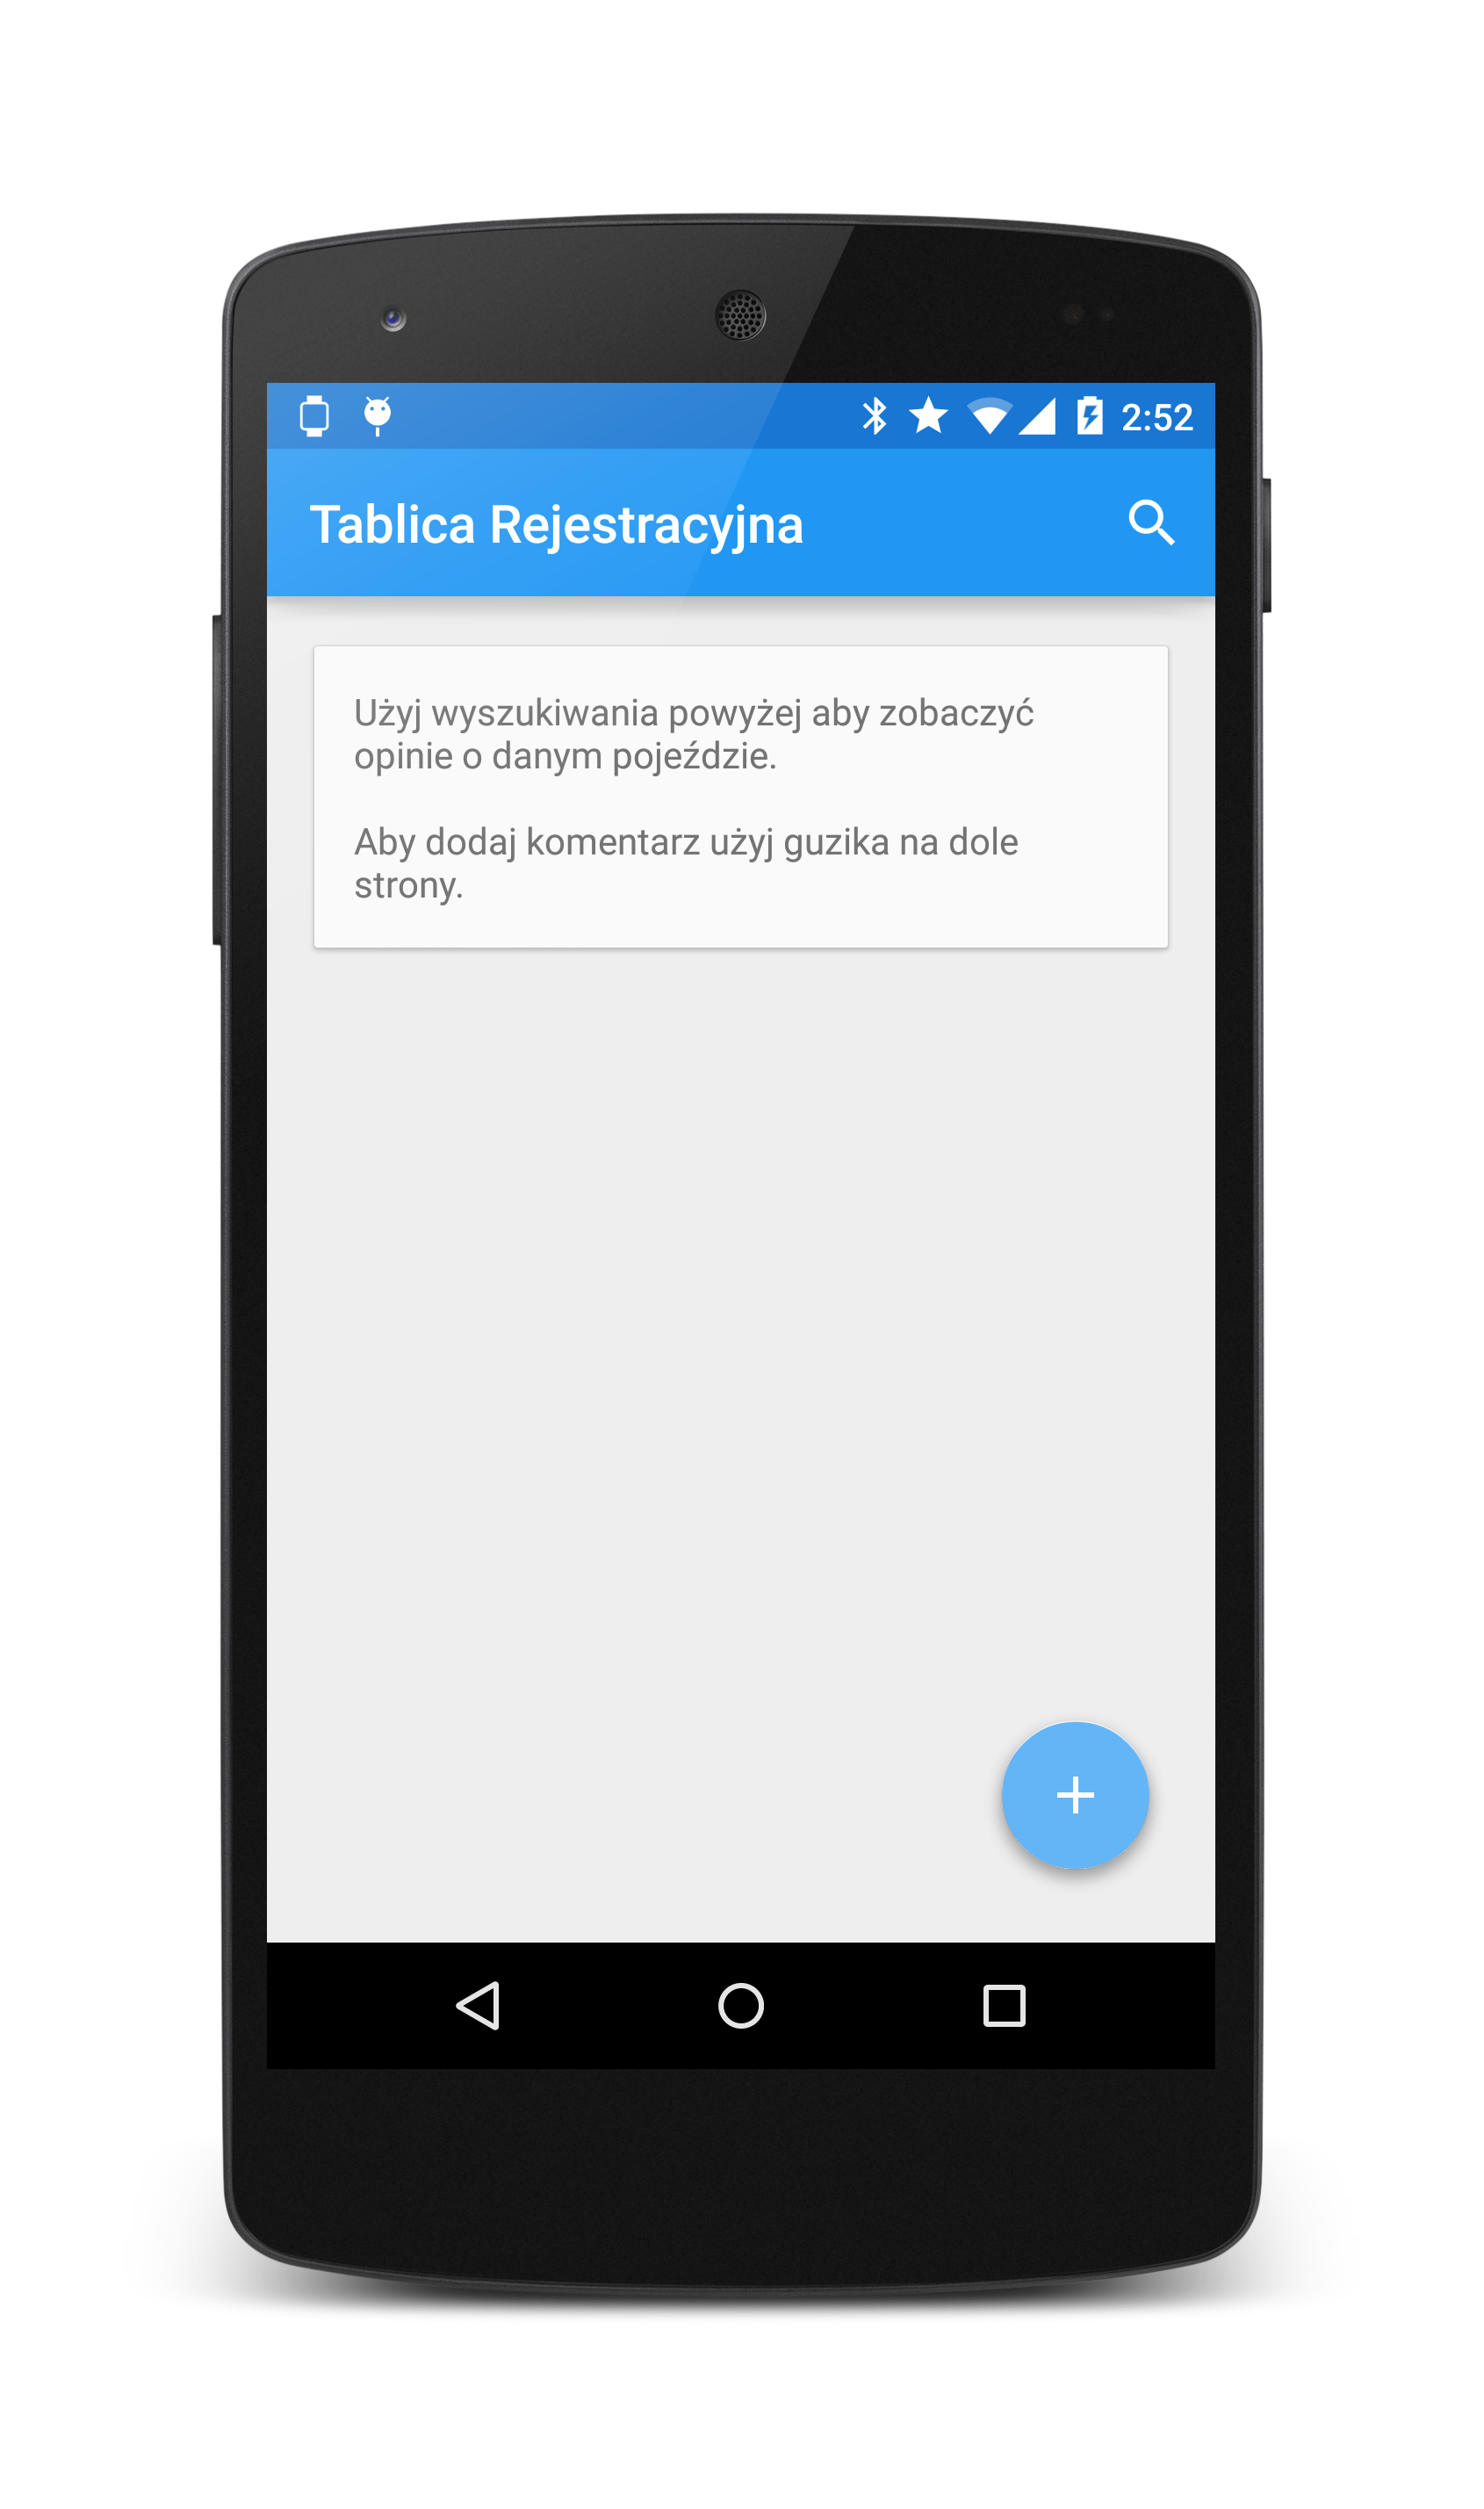 2:52
Tablica Rejestracyjna
Użyj wyszukiwania powyżej aby zobaczyć
opinie o danym pojeździe.
Aby dodaj komentarz użyj guzika na dole
strony.